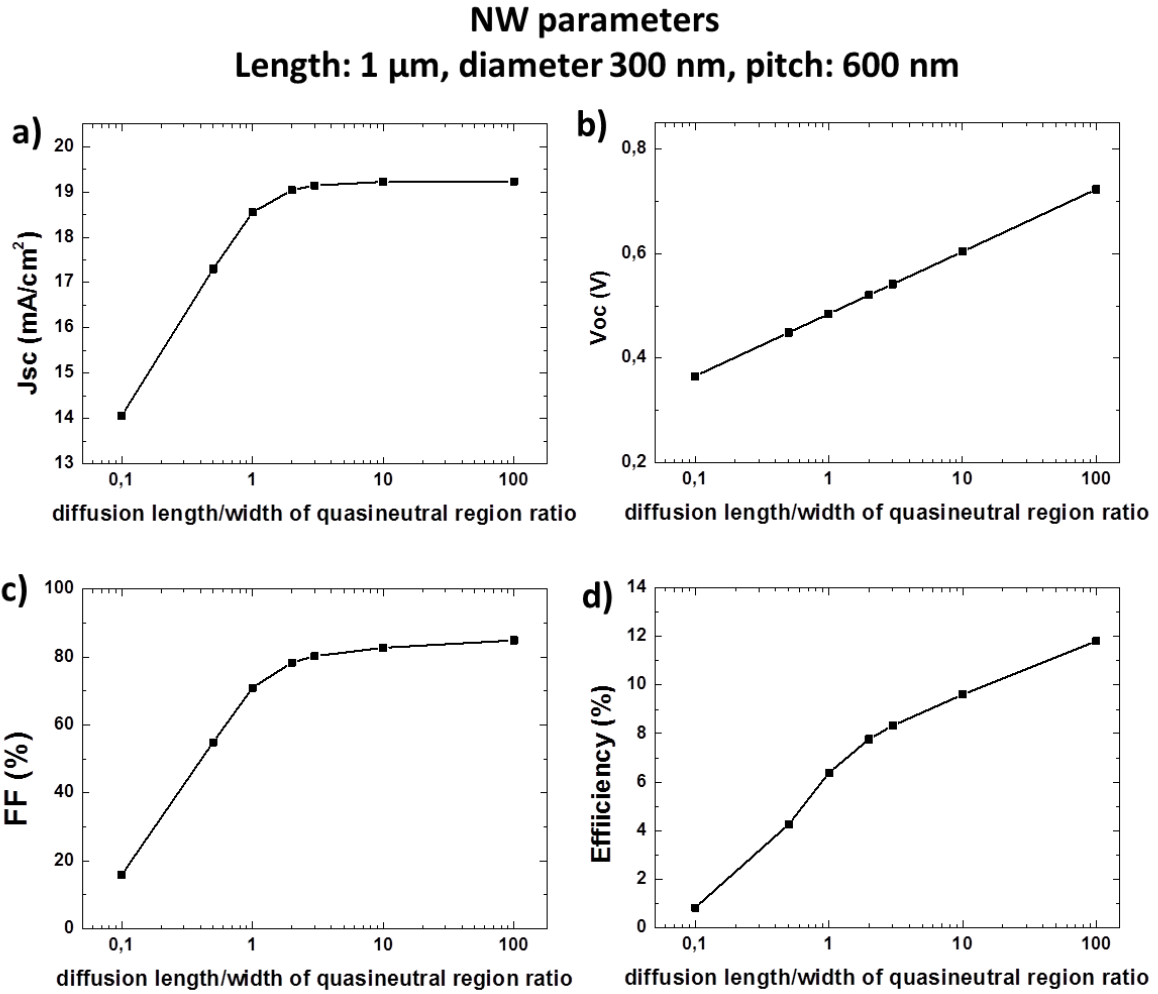 NW parameters
Length: 1 µm, diameter 300 nm, pitch: 600 nm
a)
20
19
18
17
16
15
14
13
Jsc (mA/cm²)
0,1 1 10 100
diffusion length/width of quasineutral region ratio
b)
0,8
0,6
0,4
0,2
Voc (V)
0,1 1 10 100
diffusion length/width of quasineutral region ratio
c)
100
80
60
40
20
0
FF (%)
0,1 1 10 100
diffusion length/width of quasineutral region ratio
d)
14
12
10
8
6
4
2
0
Effiiciency (%)
0,1 1 10 100
diffusion length/width of quasineutral region ratio